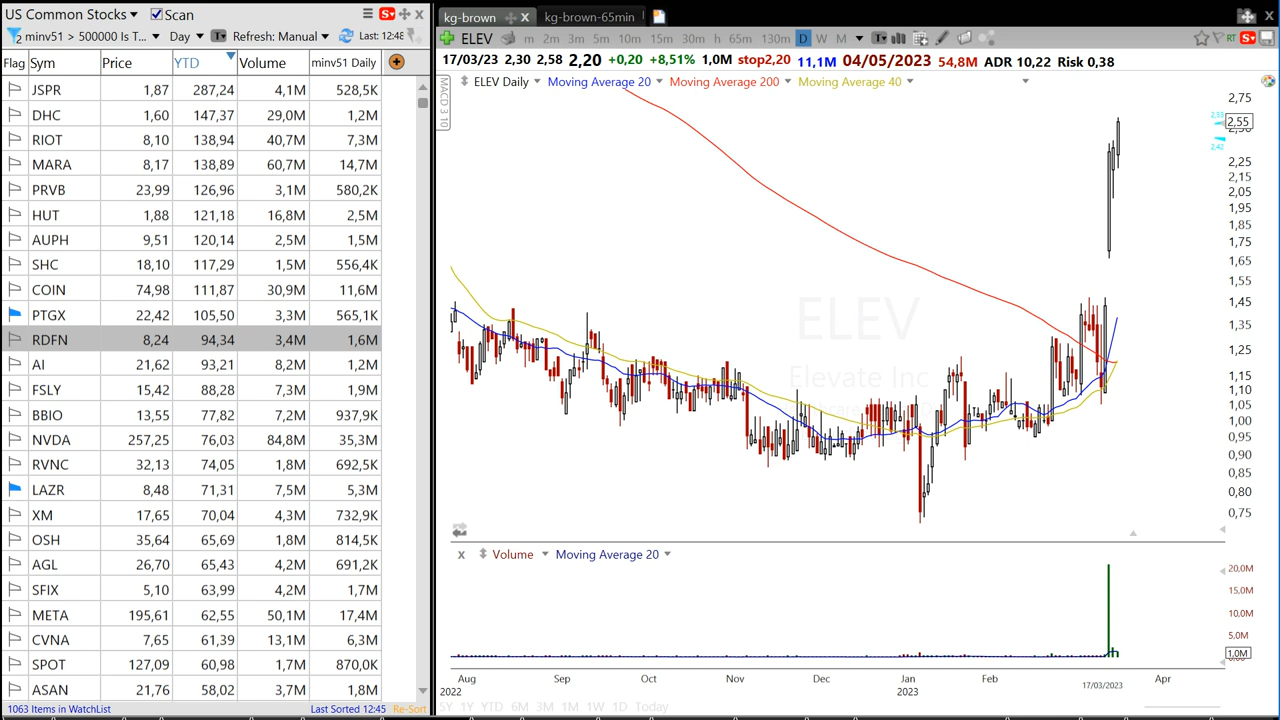 US Common Stocks Scan
2 minv51 > 500000 Is T... Day Refresh: Manual Last: 12:48
Flag Sym Price YTD Volume minv51 Daily
JSPR 1,87 287,24 4,1M 528,5K
DHC 1,60 147,37 29,0M 1,2M
RIOT 8,10 138,94 40,7M 7,3M
MARA 8,17 138,89 60,7M 14,7M
PRVB 23,99 126,96 3,1M 580,2K
HUT 1,88 121,18 16,8M 2,5M
AUPH 9,51 120,14 2,5M 1,5M
SHC 18,10 117,29 1,5M 556,4K
COIN 74,98 111,87 30,9M 11,6M
PTGX 22,42 105,50 3,3M 565,1K
RDFN 8,24 94,34 3,4M 1,6M
AI 21,62 93,21 8,2M 1,2M
FSLY 15,42 88,28 7,3M 1,9M
BBIO 13,55 77,82 7,2M 937,9K
NVDA 257,25 76,03 84,8M 35,3M
RVNC 32,13 74,05 1,8M 692,5K
LAZR 8,48 71,31 7,5M 5,3M
XM 17,65 70,04 4,3M 732,9K
OSH 35,64 65,69 1,8M 814,5K
AGL 26,70 65,43 4,2M 691,2K
SFIX 5,10 63,99 4,2M 1,7M
META 195,61 62,55 50,1M 17,4M
CVNA 7,65 61,39 13,1M 6,3M
SPOT 127,09 60,98 1,7M 870,0K
ASAN 21,76 58,02 3,7M 1,8M
1063 Items in WatchList Last Sorted 12:45 Re-Sort
kg-brown x kg-brown-65min
ELEV m 2m 3m 5m 10m 15m 30m h 65m 130m D W M RT
17/03/23 2,30 2,58 2,20 +0,20 +8,51% 1,0M stop2,20 11,1M 04/05/2023 54,8M ADR 10,22 Risk 0,38
ELEV Daily Moving Average 20 Moving Average 200 Moving Average 40
MACD 3 10
2,75
2,55
2,42
2,25
2,15
2,05
1,95
1,85
1,75
1,65
1,55
1,45
1,35
1,25
1,15
1,10
1,05
1,00
0,95
0,90
0,85
0,80
0,75
ELEV
Elevate Inc
x Volume Moving Average 20
20.0M
15.0M
10.0M
5.0M
1,0M
Aug Sep Oct Nov Dec Jan Feb 17/03/2023 Apr
2022 2023
5Y 1Y YTD 6M 3M 1M 1W 1D Today